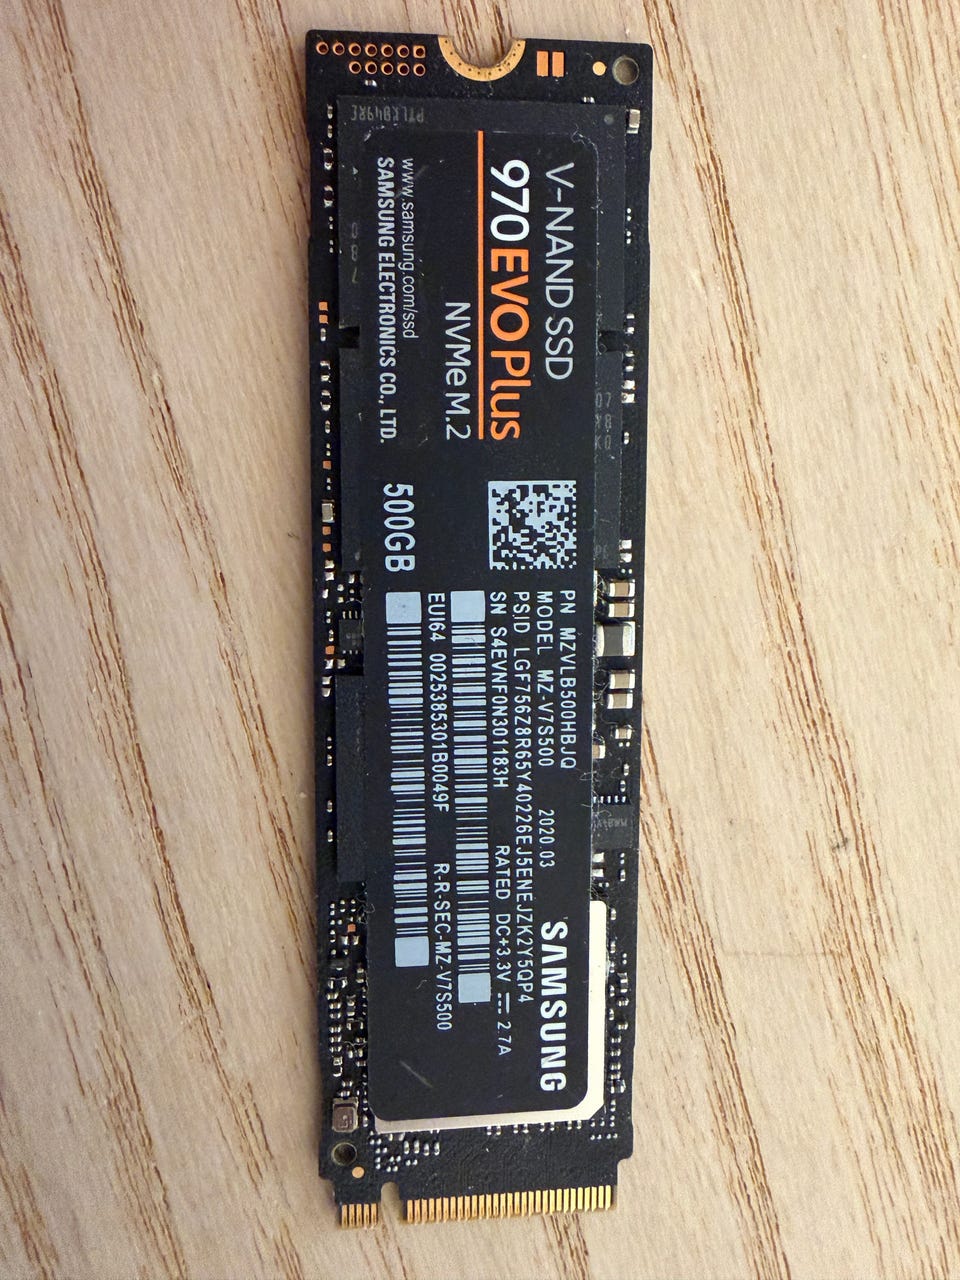 V-NAND SSD
970 EVO Plus
NVMe M.2
www.samsung.com/ssd
SAMSUNG ELECTRONICS CO., LTD.
500GB
PN MZVLB500HBJQ
MODEL MZ-V7S500 2020.03
PSID LGF756Z8R65Y40226EJ5ENEJZK2Y5QP4
SN S4EVNF0N301183H RATED DC+3.3V ⎓ 2.7A
EUI64 0025385301B0049F R-R-SEC-MZ-V7S500
SAMSUNG